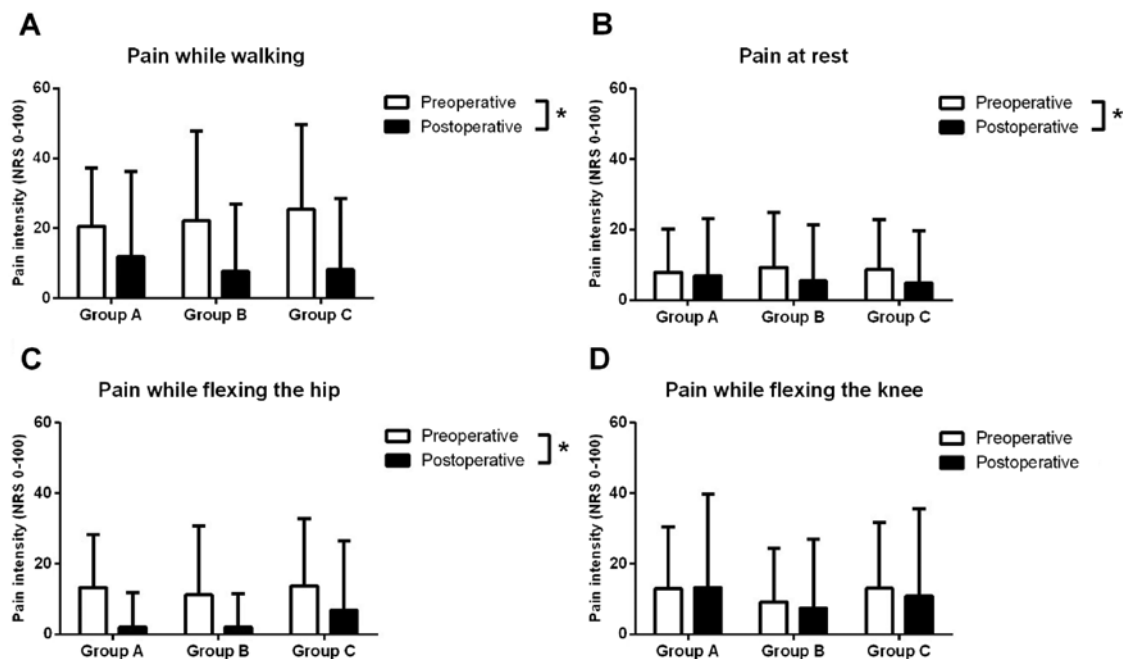 A
Pain while walking
60
40
20
0
Pain intensity (NRS 0-100)
Group A Group B Group C
Preoperative
Postoperative
*
B
Pain at rest
60
40
20
0
Pain intensity (NRS 0-100)
Group A Group B Group C
Preoperative
Postoperative
*
C
Pain while flexing the hip
60
40
20
0
Pain intensity (NRS 0-100)
Group A Group B Group C
Preoperative
Postoperative
*
D
Pain while flexing the knee
60
40
20
0
Pain intensity (NRS 0-100)
Group A Group B Group C
Preoperative
Postoperative